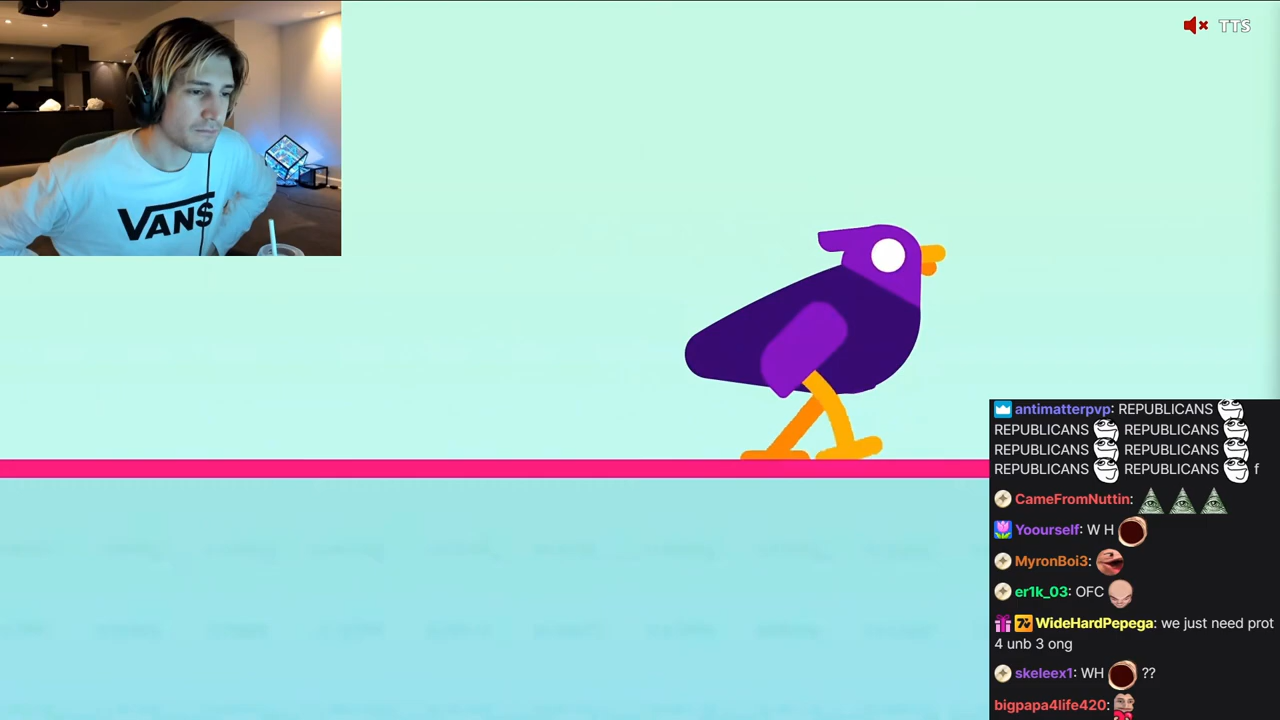 TTS
VANS
antimatterpvp: REPUBLICANS
REPUBLICANS REPUBLICANS
REPUBLICANS REPUBLICANS
REPUBLICANS REPUBLICANS f
CameFromNuttin:
Yoourself: W H
MyronBoi3:
er1k_03: OFC
WideHardPepega: we just need prot
4 unb 3 ong
skeleex1: WH ??
bigpapa4life420: